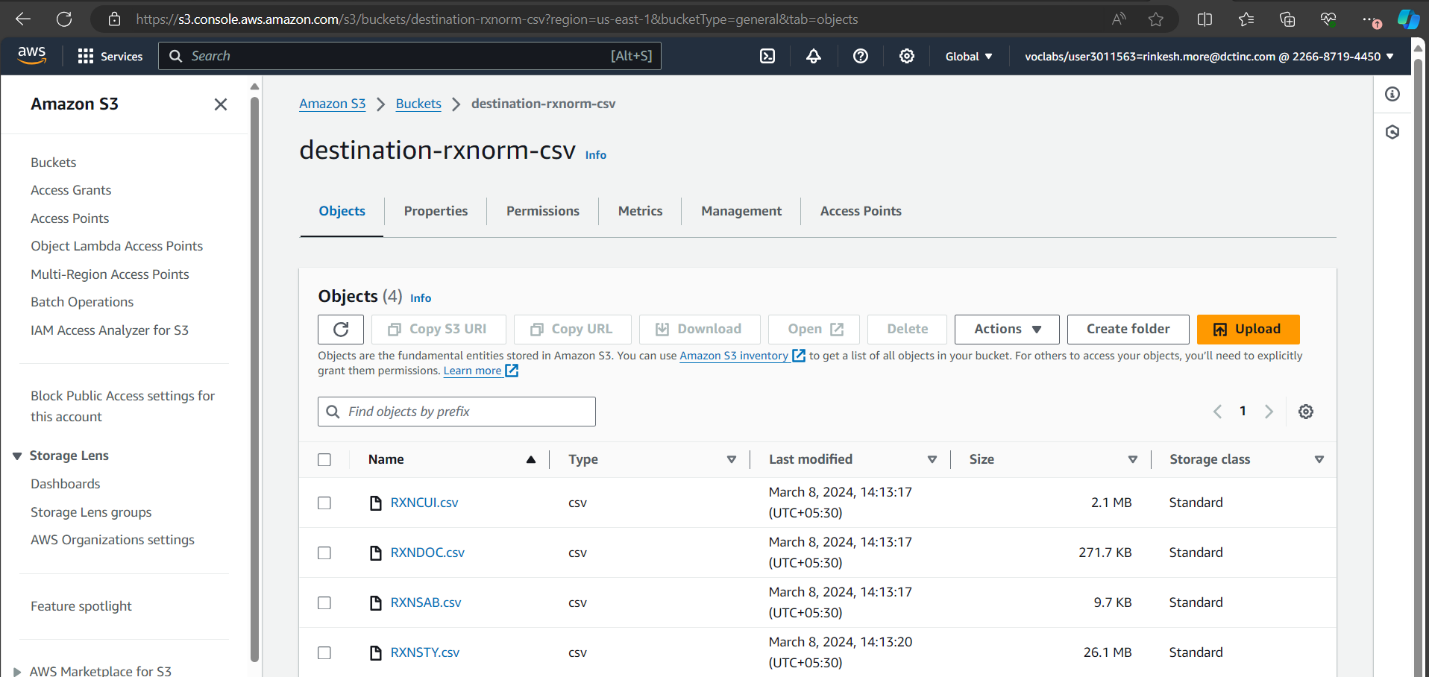 https://s3.console.aws.amazon.com/s3/buckets/destination-rxnorm-csv?region=us-east-1&bucketType=general&tab=objects
aws
Services
Search
[Alt+S]
Global
voclabs/user3011563=rinkesh.more@dctinc.com @ 2266-8719-4450
Amazon S3
Buckets
Access Grants
Access Points
Object Lambda Access Points
Multi-Region Access Points
Batch Operations
IAM Access Analyzer for S3
Block Public Access settings for
this account
Storage Lens
Dashboards
Storage Lens groups
AWS Organizations settings
Feature spotlight
AWS Marketplace for S3
Amazon S3 > Buckets > destination-rxnorm-csv
destination-rxnorm-csv Info
Objects Properties Permissions Metrics Management Access Points
Objects (4) Info
Copy S3 URI Copy URL Download Open Delete Actions Create folder Upload
Objects are the fundamental entities stored in Amazon S3. You can use Amazon S3 inventory to get a list of all objects in your bucket. For others to access your objects, you'll need to explicitly
grant them permissions. Learn more
Find objects by prefix
1
Name Type Last modified Size Storage class
RXNCUI.csv csv March 8, 2024, 14:13:17 (UTC+05:30) 2.1 MB Standard
RXNDOC.csv csv March 8, 2024, 14:13:17 (UTC+05:30) 271.7 KB Standard
RXNSAB.csv csv March 8, 2024, 14:13:17 (UTC+05:30) 9.7 KB Standard
RXNSTY.csv csv March 8, 2024, 14:13:20 (UTC+05:30) 26.1 MB Standard